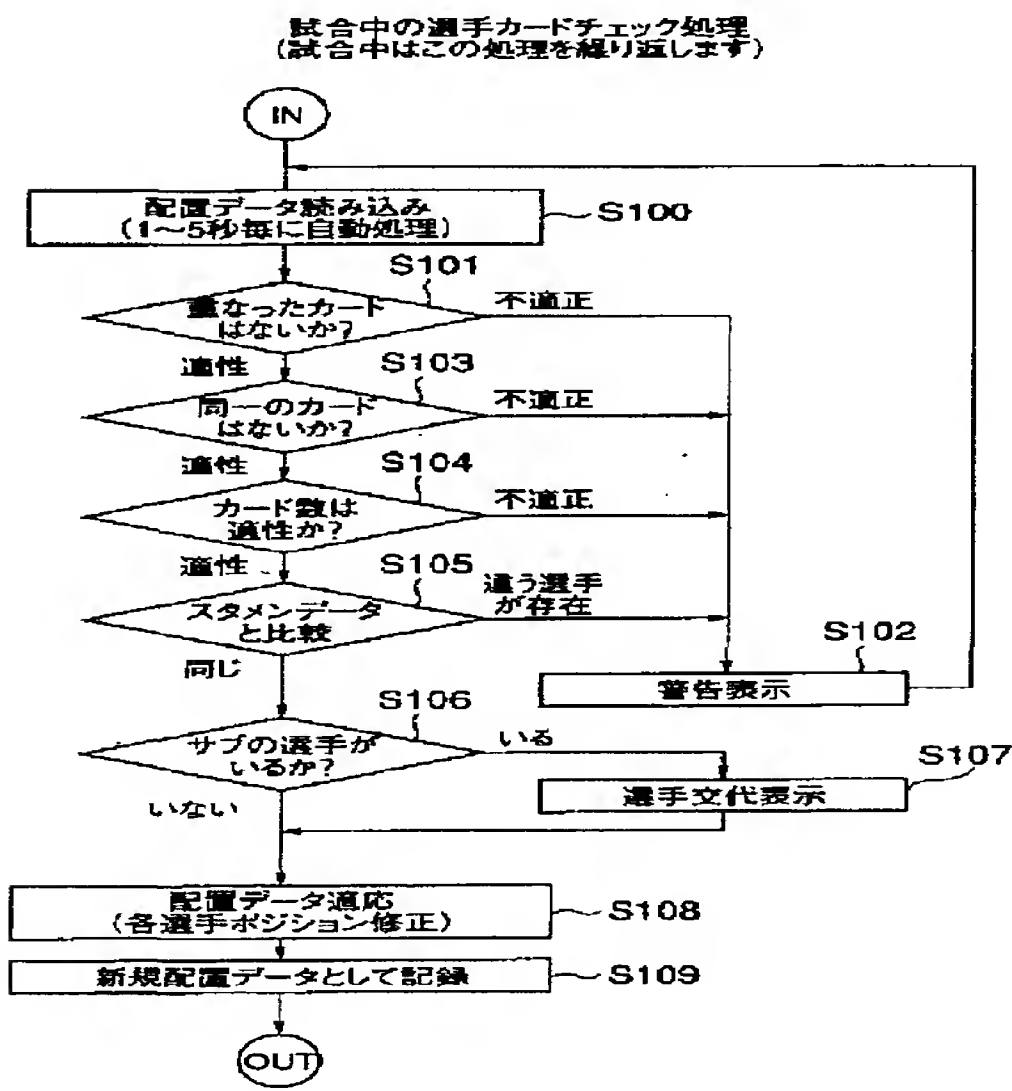 試合中の選手カードチェック処理
(試合中はこの処理を繰り返します)
IN
配置データ読み込み
(1～5秒毎に自動処理)
S100
S101
重なったカード
はないか?
不適正
適性
S103
同一のカード
はないか?
不適正
適性
S104
カード数は
適性か?
不適正
適性
S105
スタメンデータ
と比較
違う選手
が存在
同じ
S102
警告表示
S106
サブの選手が
いるか?
いる
S107
選手交代表示
いない
配置データ適応
(各選手ポジション修正)
S108
新規配置データとして記録
S109
OUT